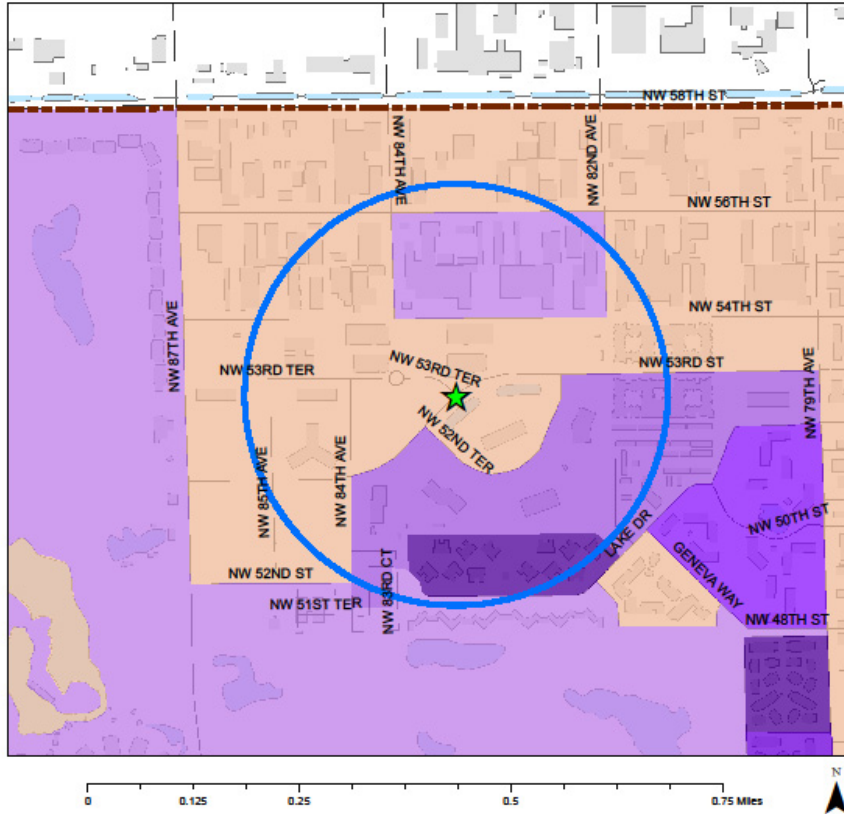 NW 58TH ST
NW 84TH AVE
NW 82ND AVE
NW 56TH ST
NW 54TH ST
NW 87TH AVE
NW 53RD TER
NW 53RD TER
NW 53RD ST
NW 79TH AVE
NW 52ND TER
NW 85TH AVE
NW 84TH AVE
NW 50TH ST
LAKE DR
GENEVA WAY
NW 52ND ST
NW 83RD CT
NW 51ST TER
NW 48TH ST
0 0.125 0.25 0.5 0.75 Miles
N